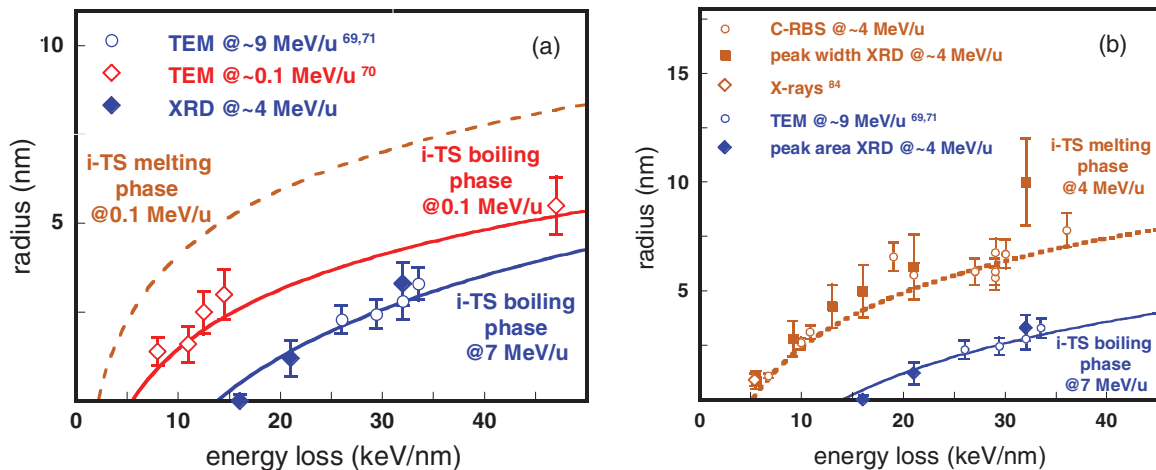 10
5
0
0
10
20
30
40
radius (nm)
energy loss (keV/nm)
(a)
TEM @~9 MeV/u 69,71
TEM @~0.1 MeV/u 70
XRD @~4 MeV/u
i-TS melting
phase
@0.1 MeV/u
i-TS boiling
phase
@0.1 MeV/u
i-TS boiling
phase
@7 MeV/u
15
10
5
0
0
10
20
30
40
radius (nm)
energy loss (keV/nm)
(b)
C-RBS @~4 MeV/u
peak width XRD @~4 MeV/u
X-rays 84
TEM @~9 MeV/u 69,71
peak area XRD @~4 MeV/u
i-TS melting
phase
@4 MeV/u
i-TS boiling
phase
@7 MeV/u